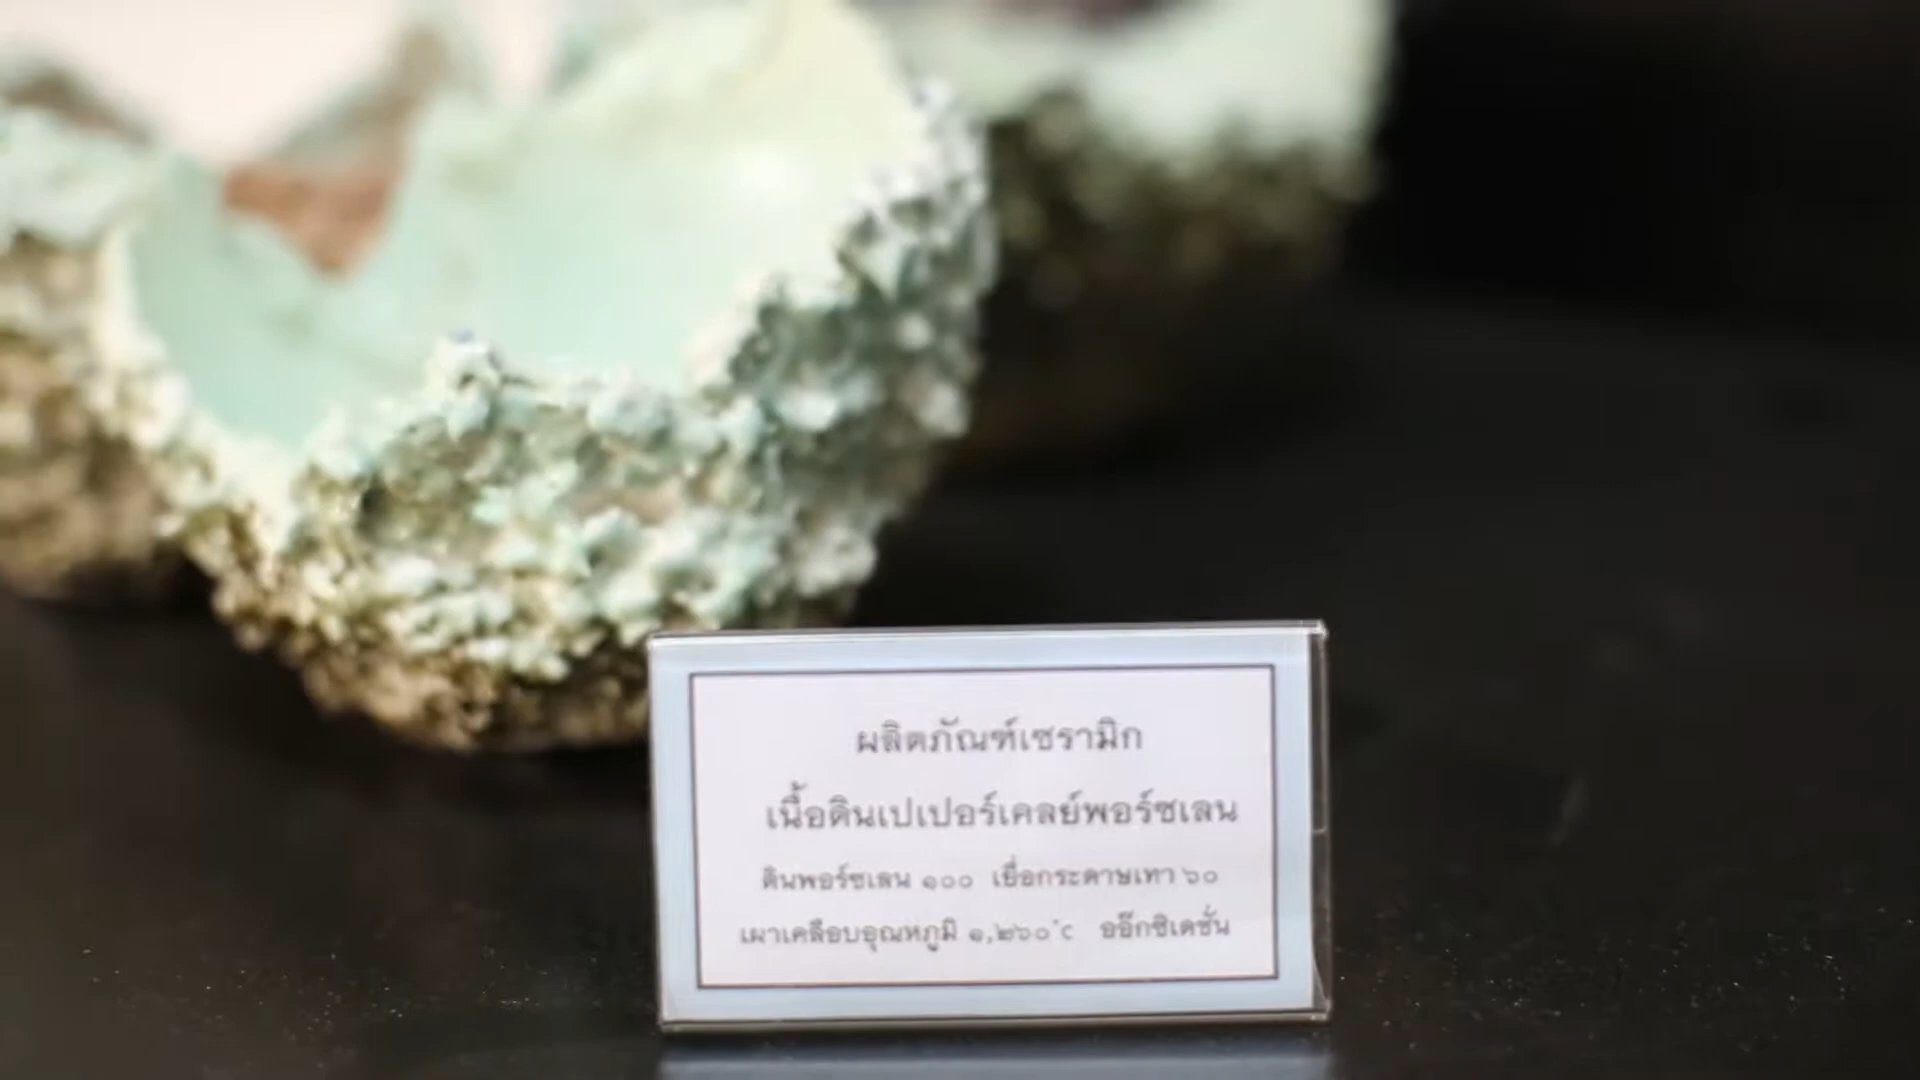 ผลิตภัณฑ์เซรามิก
เนื้อดินเปเปอร์เคลย์พอร์ซเลน
ดินพอร์ซเลน ๑๐๐ เยื่อกระดาษเทา ๖๐
เผาเคลือบอุณหภูมิ ๑,๒๖๐°c ออ๊กซิเดชั่น